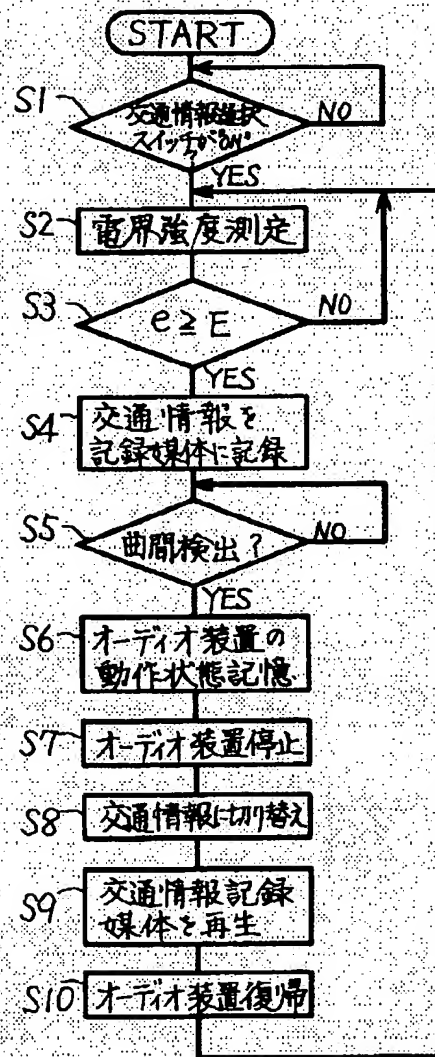 START
S1
交通情報選択
スイッチが"ON"
?
NO
YES
S2
電界強度測定
S3
e≧E
NO
YES
S4
交通情報を
記録媒体に記録
S5
曲間検出?
NO
YES
S6
オーディオ装置の
動作状態記憶
S7
オーディオ装置停止
S8
交通情報に切り替え
S9
交通情報記録
媒体を再生
S10
オーディオ装置復帰